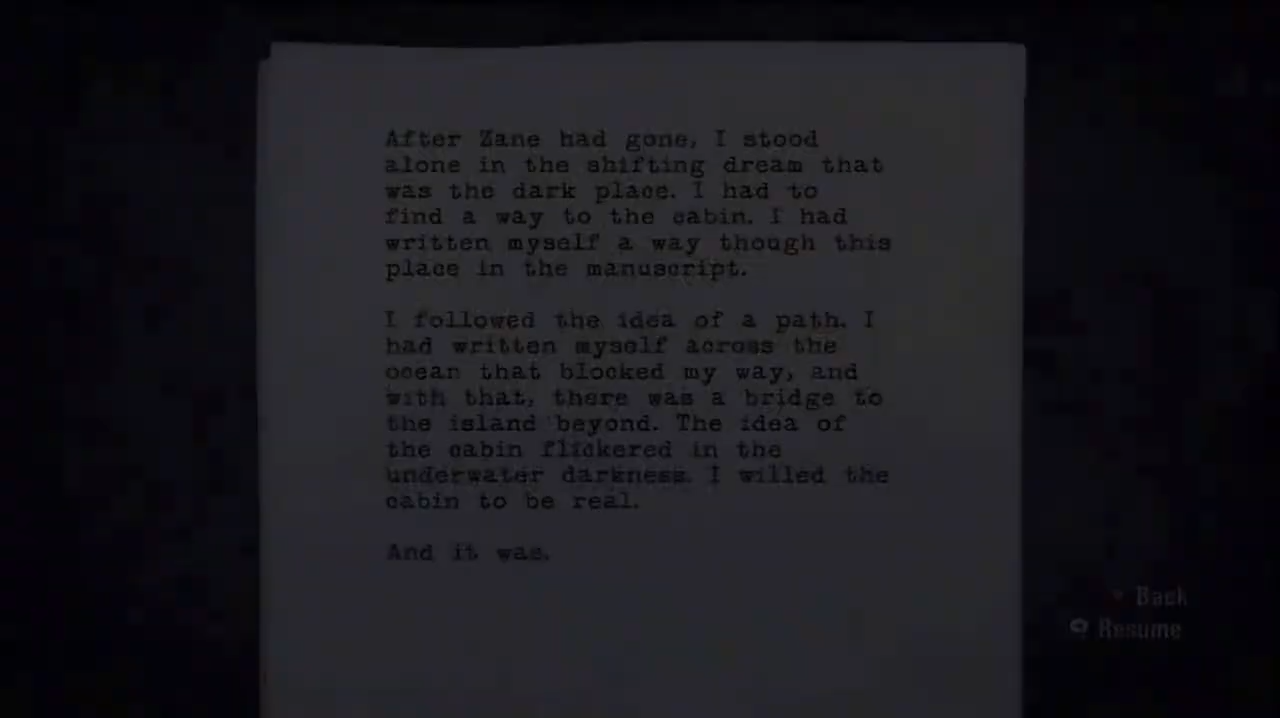 After Zane had gone, I stood
alone in the shifting dream that
was the dark place. I had to
find a way to the cabin. I had
written myself a way though this
place in the manuscript.
I followed the idea of a path. I
had written myself across the
ocean that blocked my way, and
with that, there was a bridge to
the island beyond. The idea of
the cabin flickered in the
underwater darkness. I willed the
cabin to be real.
And it was.
Back
Resume